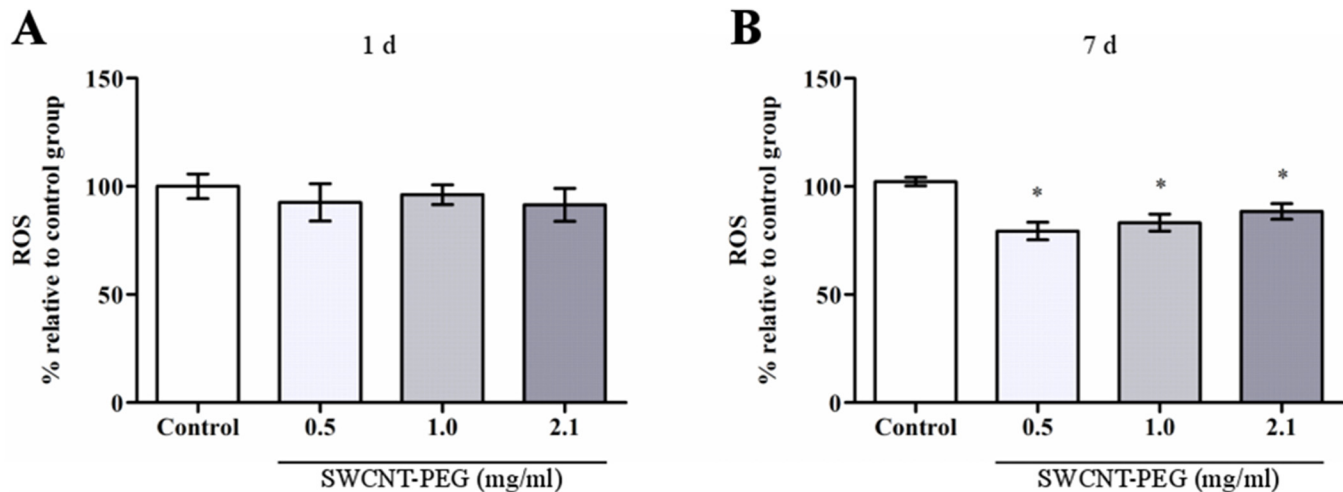 A
1 d
ROS
% relative to control group
150
100
50
0
Control
0.5
1.0
2.1
SWCNT-PEG (mg/ml)
B
7 d
ROS
% relative to control group
150
100
50
0
*
*
*
Control
0.5
1.0
2.1
SWCNT-PEG (mg/ml)